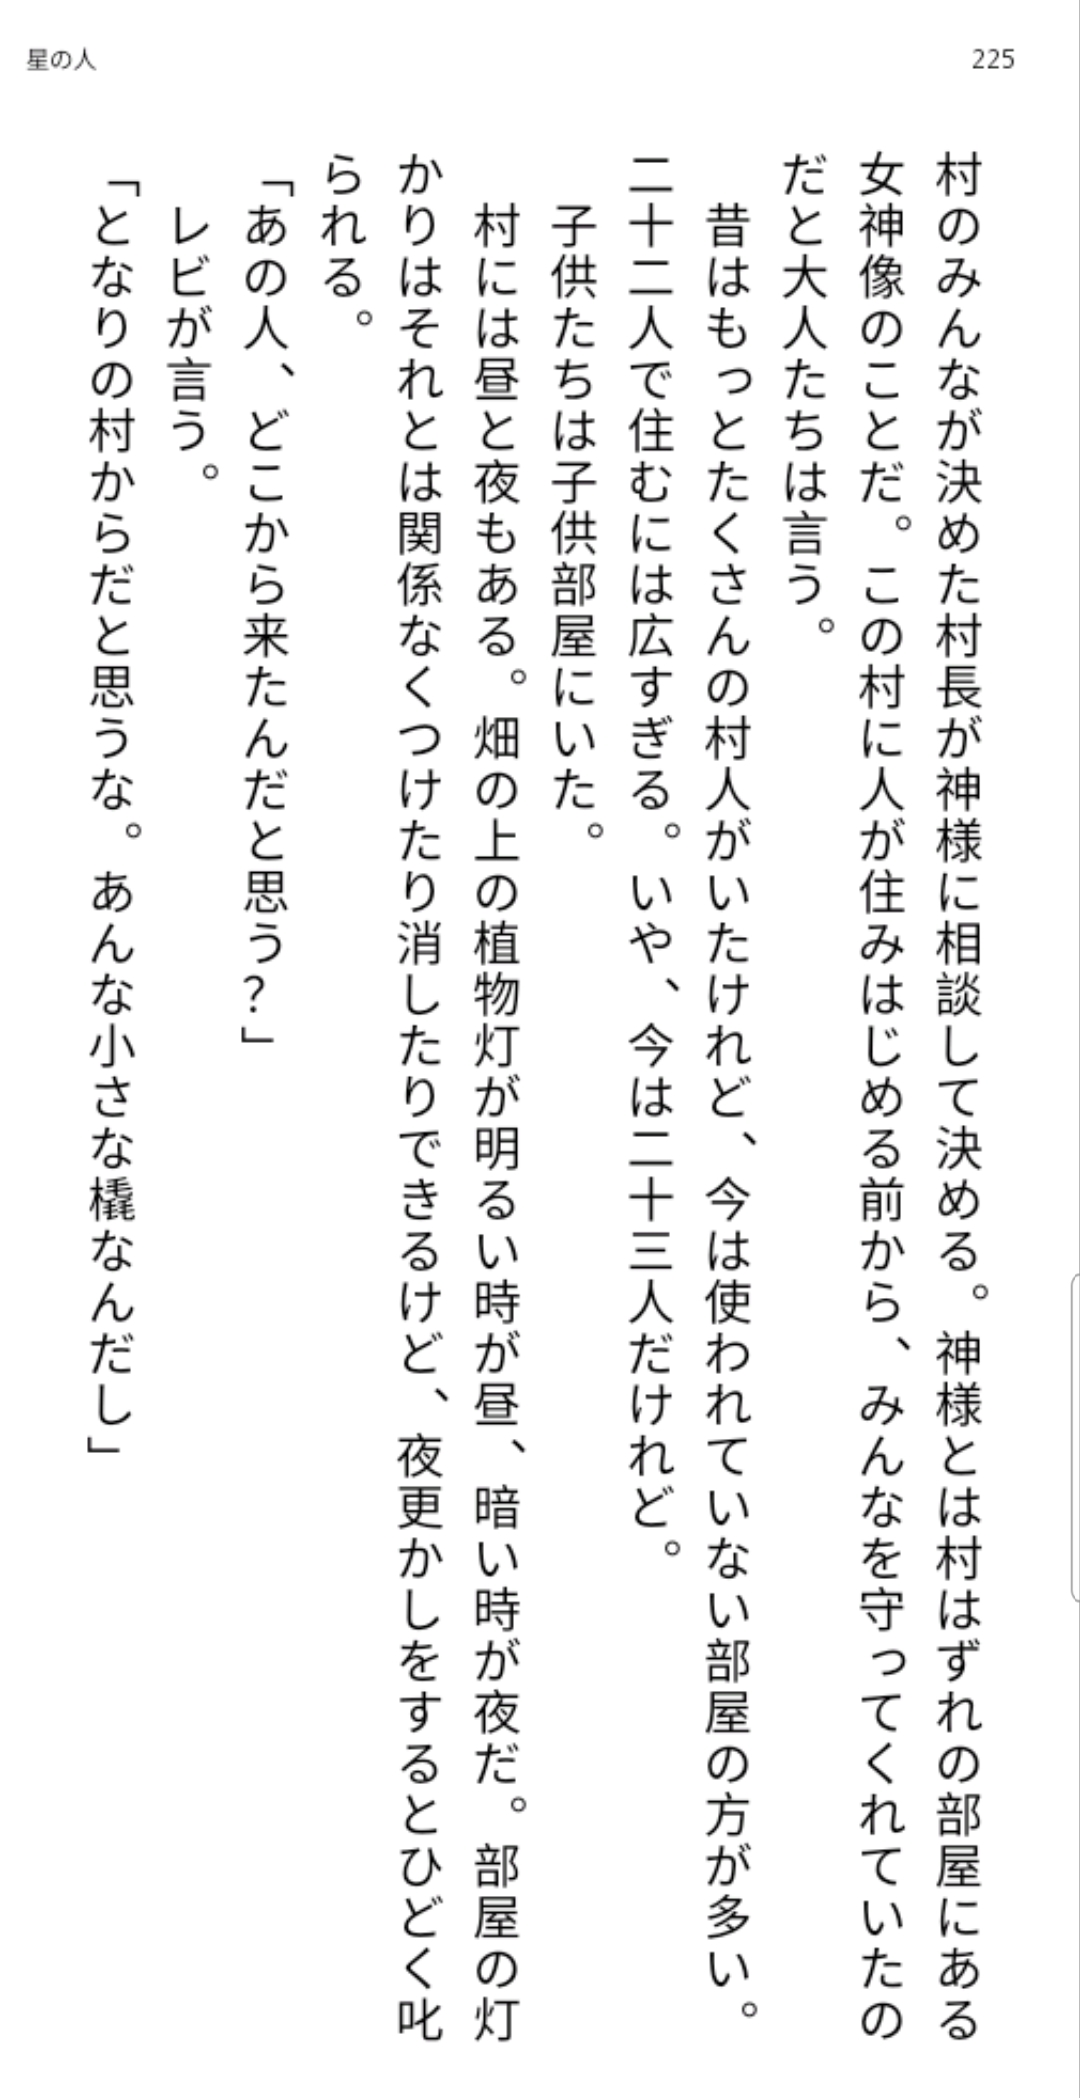 星の人
225
村のみんなが決めた村長が神様に相談して決める。神様とは村はずれの部屋にある
女神像のことだ。この村に人が住みはじめる前から、みんなを守ってくれていたの
だと大人たちは言う。
昔はもっとたくさんの村人がいたけれど、今は使われていない部屋の方が多い。
二十二人で住むには広すぎる。いや、今は二十三人だけれど。
子供たちは子供部屋にいた。
村には昼と夜もある。畑の上の植物灯が明るい時が昼、暗い時が夜だ。部屋の灯
かりはそれとは関係なくつけたり消したりできるけど、夜更かしをするとひどく叱
られる。
「あの人、どこから来たんだと思う?」
レビが言う。
「となりの村からだと思うな。あんな小さな橇なんだし」